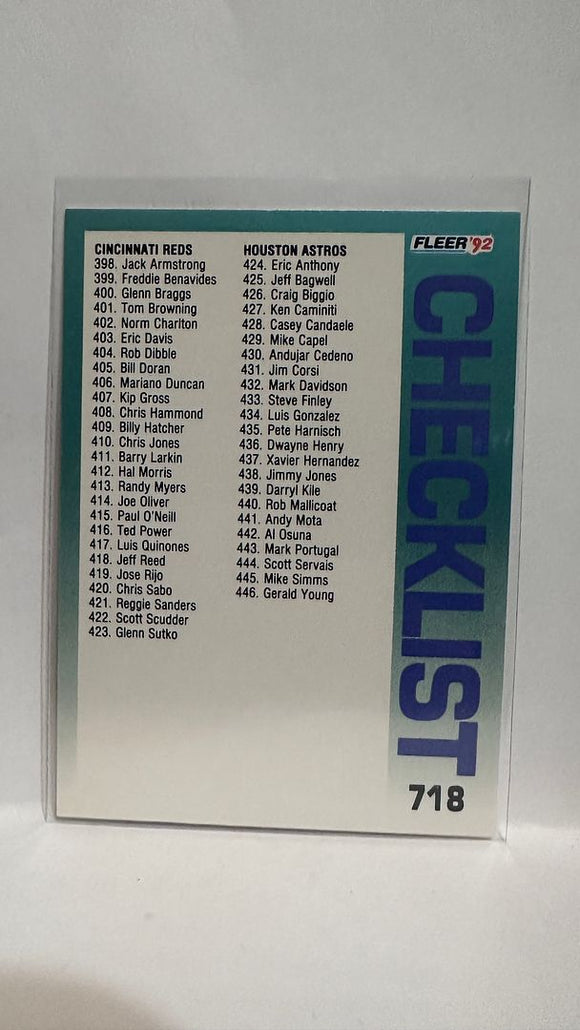 FLEER '92
CINCINNATI REDS
398. Jack Armstrong
399. Freddie Benavides
400. Glenn Braggs
401. Tom Browning
402. Norm Charlton
403. Eric Davis
404. Rob Dibble
405. Bill Doran
406. Mariano Duncan
407. Kip Gross
408. Chris Hammond
409. Billy Hatcher
410. Chris Jones
411. Barry Larkin
412. Hal Morris
413. Randy Myers
414. Joe Oliver
415. Paul O'Neill
416. Ted Power
417. Luis Quinones
418. Jeff Reed
419. Jose Rijo
420. Chris Sabo
421. Reggie Sanders
422. Scott Scudder
423. Glenn Sutko
HOUSTON ASTROS
424. Eric Anthony
425. Jeff Bagwell
426. Craig Biggio
427. Ken Caminiti
428. Casey Candaele
429. Mike Capel
430. Andujar Cedeno
431. Jim Corsi
432. Mark Davidson
433. Steve Finley
434. Luis Gonzalez
435. Pete Harnisch
436. Dwayne Henry
437. Xavier Hernandez
438. Jimmy Jones
439. Darryl Kile
440. Rob Mallicoat
441. Andy Mota
442. Al Osuna
443. Mark Portugal
444. Scott Servais
445. Mike Simms
446. Gerald Young
CHECKLIST
718